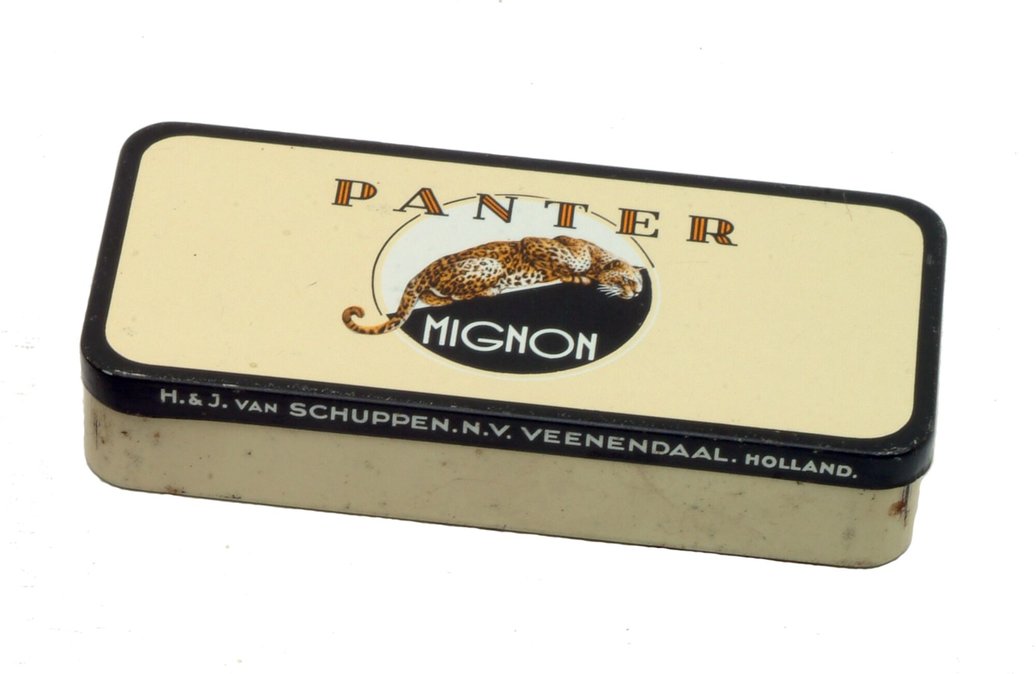 PANTER
MIGNON
H. & J. VAN SCHUPPEN. N.V. VEENENDAAL. HOLLAND.